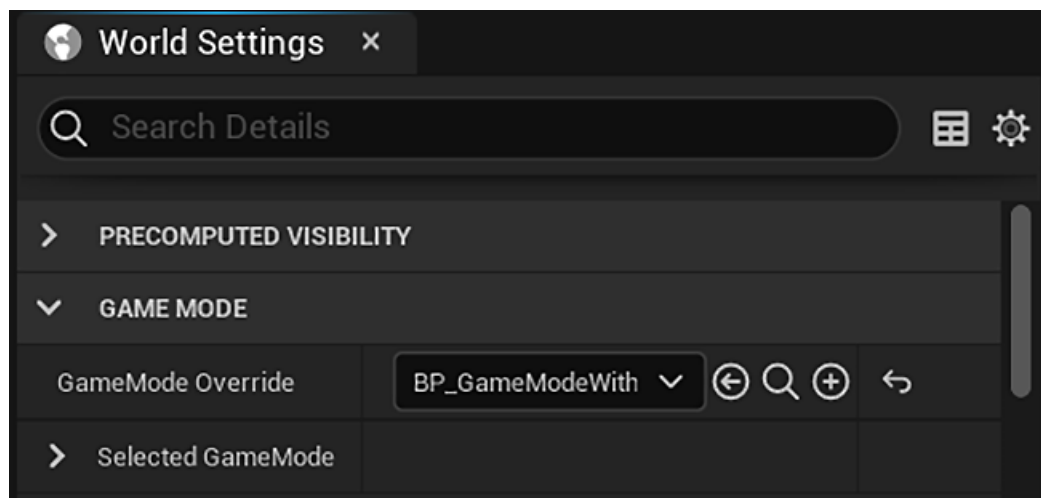 World Settings
Search Details
PRECOMPUTED VISIBILITY
GAME MODE
GameMode Override BP_GameModeWith
Selected GameMode